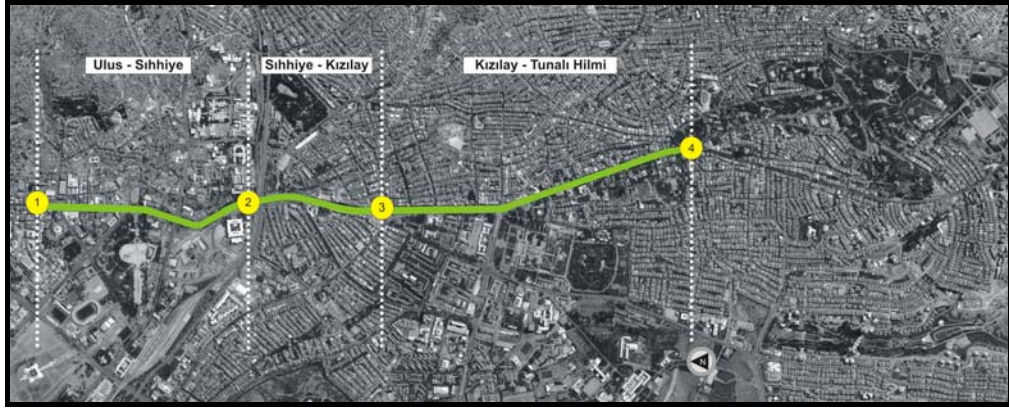 Ulus - Sıhhiye
Sıhhiye - Kızılay
Kızılay - Tunalı Hilmi
1
2
3
4
N